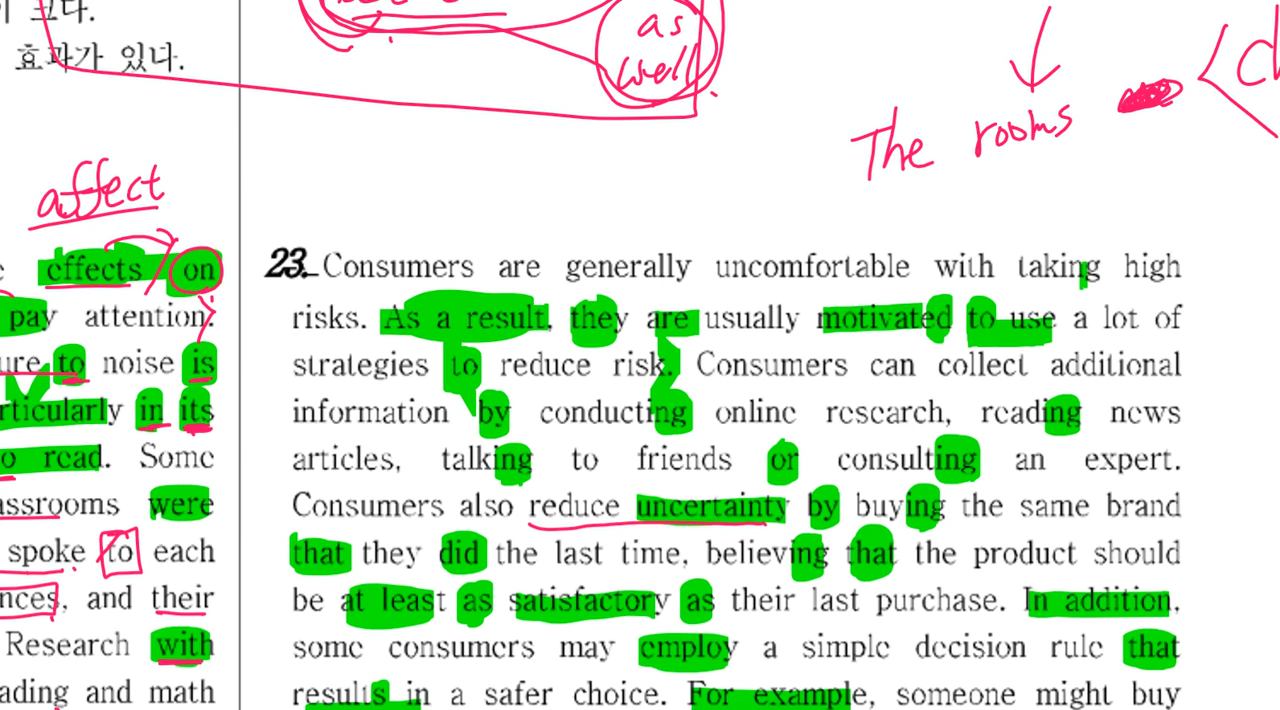 크다.
효과가 있다.
as
well
The rooms
affect
effects on
pay attention.
to noise is
in its
read. Some
were
spoke to each
and their
Research with
and math
23. Consumers are generally uncomfortable with taking high
risks. As a result, they are usually motivated to use a lot of
strategies to reduce risk. Consumers can collect additional
information by conducting online research, reading news
articles, talking to friends or consulting an expert.
Consumers also reduce uncertainty by buying the same brand
that they did the last time, believing that the product should
be at least as satisfactory as their last purchase. In addition,
some consumers may employ a simple decision rule that
results in a safer choice. For example, someone might buy